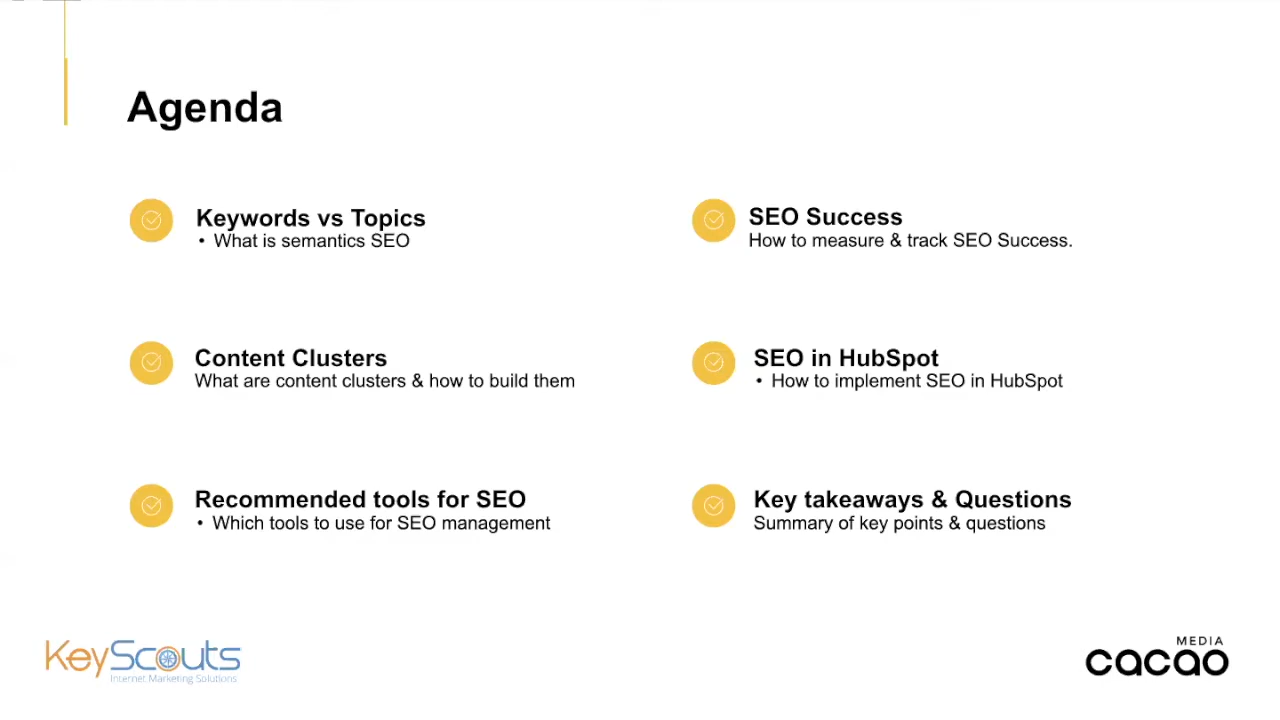 Agenda
Keywords vs Topics
• What is semantics SEO
Content Clusters
What are content clusters & how to build them
Recommended tools for SEO
• Which tools to use for SEO management
SEO Success
How to measure & track SEO Success.
SEO in HubSpot
• How to implement SEO in HubSpot
Key takeaways & Questions
Summary of key points & questions
KeyScouts
Internet Marketing Solutions
MEDIA
cacao